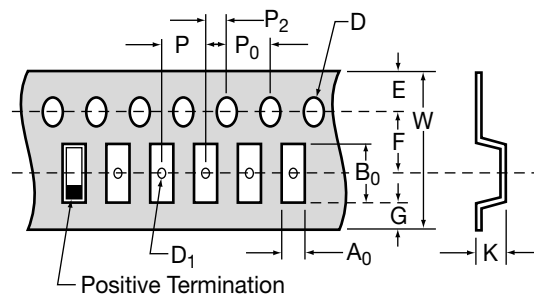 P₂
D
P
P₀
E
W
F
B₀
G
D₁
A₀
K
Positive Termination